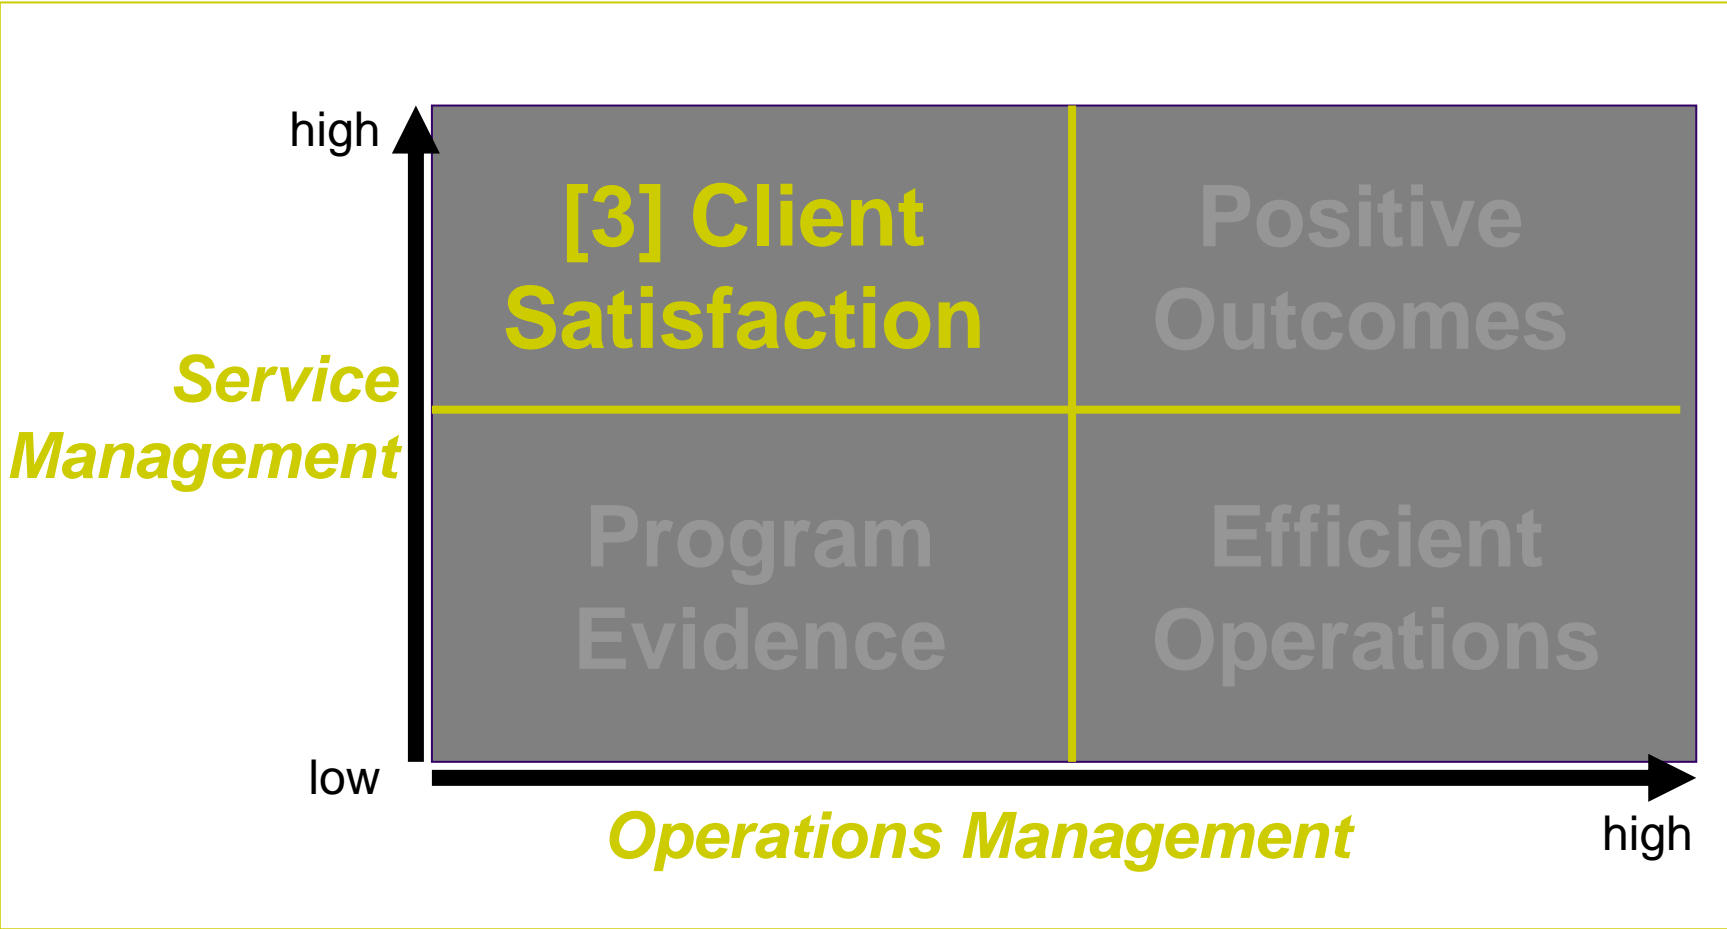 high
[3] Client
Satisfaction
Positive
Outcomes
Service
Management
Program
Evidence
Efficient
Operations
low
Operations Management
high